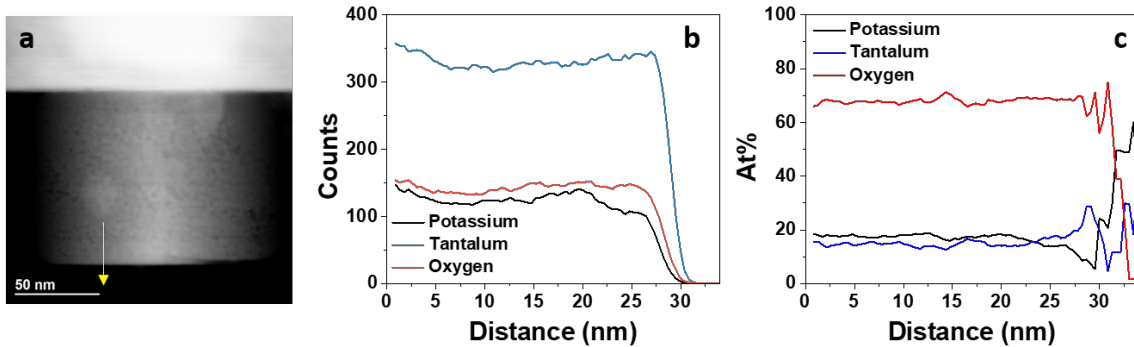 a
50 nm
b
400
300
200
150
100
0
Counts
Potassium
Tantalum
Oxygen
0 5 10 15 20 25 30
Distance (nm)
c
100
80
60
40
20
0
At%
Potassium
Tantalum
Oxygen
0 5 10 15 20 25 30
Distance (nm)